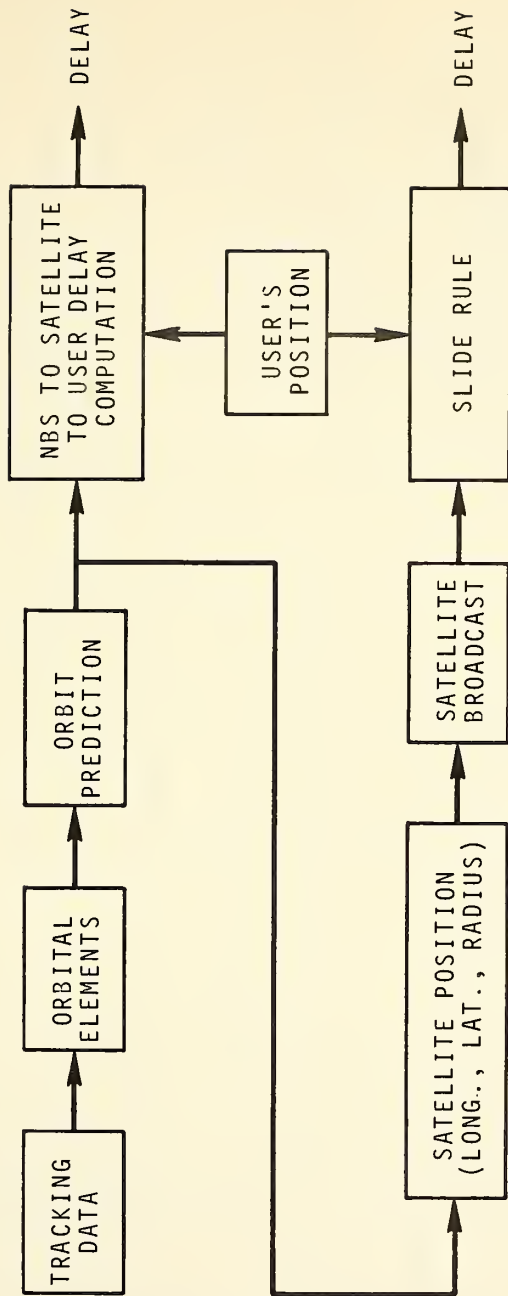 TRACKING
DATA
ORBITAL
ELEMENTS
ORBIT
PREDICTION
NBS TO SATELLITE
TO USER DELAY
COMPUTATION
DELAY
USER'S
POSITION
SATELLITE POSITION
(LONG., LAT., RADIUS)
SATELLITE
BROADCAST
SLIDE RULE
DELAY